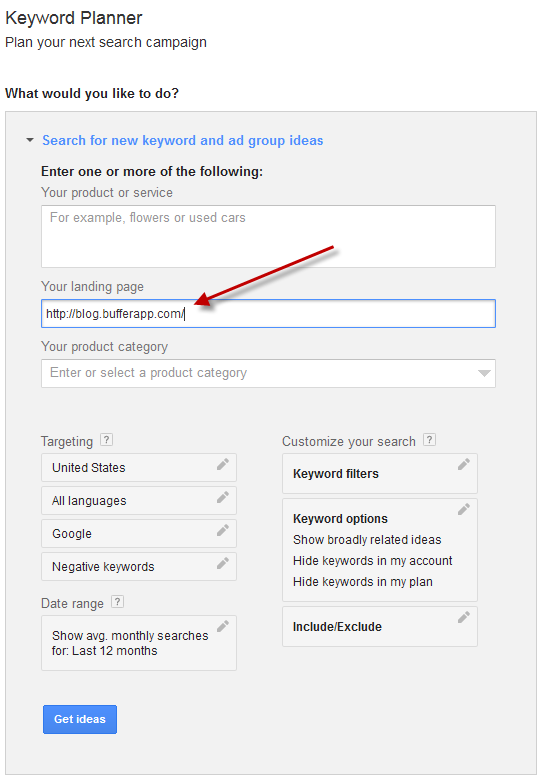 Keyword Planner
Plan your next search campaign
What would you like to do?
Search for new keyword and ad group ideas
Enter one or more of the following:
Your product or service
For example, flowers or used cars
Your landing page
http://blog.bufferapp.com/
Your product category
Enter or select a product category
Targeting ?
United States
All languages
Google
Negative keywords
Date range ?
Show avg. monthly searches
for: Last 12 months
Customize your search ?
Keyword filters
Keyword options
Show broadly related ideas
Hide keywords in my account
Hide keywords in my plan
Include/Exclude
Get ideas